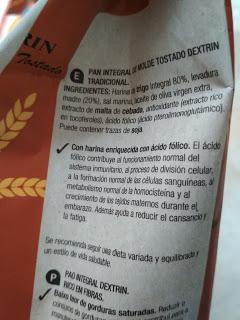 RIN
Tostado
E PAN INTEGRAL DE MOLDE TOSTADO DEXTRIN
TRADICIONAL.
INGREDIENTES: Harina de trigo integral 80%, levadura
madre (20%), sal marina, aceite de oliva virgen extra,
extracto de malta de cebada, antioxidante (extracto rico
en tocoferoles), ácido fólico (ácido pteroilmonoglutámico).
Puede contener trazas de soja
✓ Con harina enriquecida con ácido fólico. El ácido
fólico contribuye al funcionamiento normal del
sistema inmunitario, al proceso de división celular,
a la formación normal de las células sanguíneas, al
metabolismo normal de la homocisteína y al
crecimiento de los tejidos maternos durante el
embarazo. Además ayuda a reducir el cansancio y
la fatiga.
Se recomienda seguir una dieta variada y equilibrada y
un estilo de vida saludable.
P PAO INTEGRAL DEXTRIN.
RICO EM FIBRAS.
✓ Baixo teor de gorduras saturadas. Reduzir o